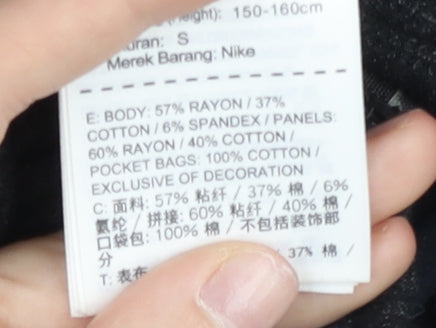 (Height): 150-160cm
uran: S
Merek Barang: Nike
E: BODY: 57% RAYON / 37%
COTTON / 6% SPANDEX / PANELS:
60% RAYON / 40% COTTON /
POCKET BAGS: 100% COTTON /
EXCLUSIVE OF DECORATION
C: 面料: 57% 粘纤 / 37% 棉 / 6%
氨纶 / 拼接: 60% 粘纤 / 40% 棉 /
口袋包: 100% 棉 / 不包括装饰部
分
T: 表布 37% 棉 /